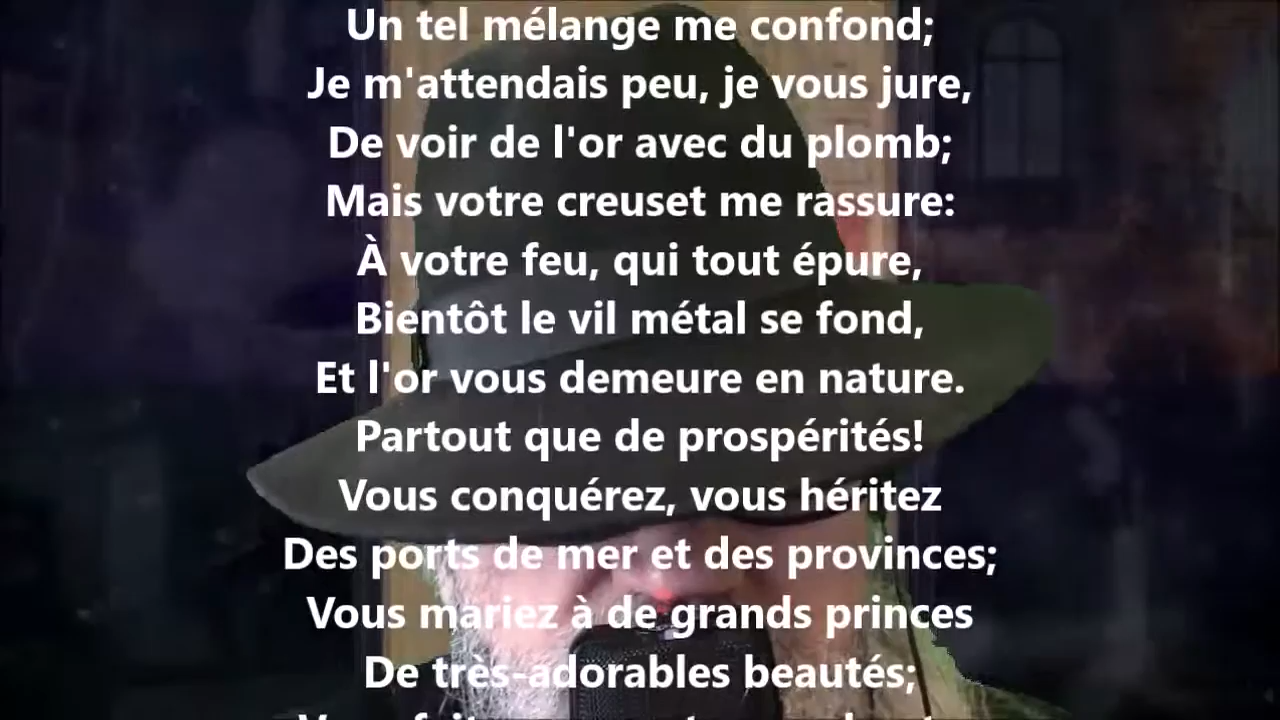 Un tel mélange me confond;
Je m'attendais peu, je vous jure,
De voir de l'or avec du plomb;
Mais votre creuset me rassure:
À votre feu, qui tout épure,
Bientôt le vil métal se fond,
Et l'or vous demeure en nature.
Partout que de prospérités!
Vous conquérez, vous héritez
Des ports de mer et des provinces;
Vous mariez à de grands princes
De très-adorables beautés;